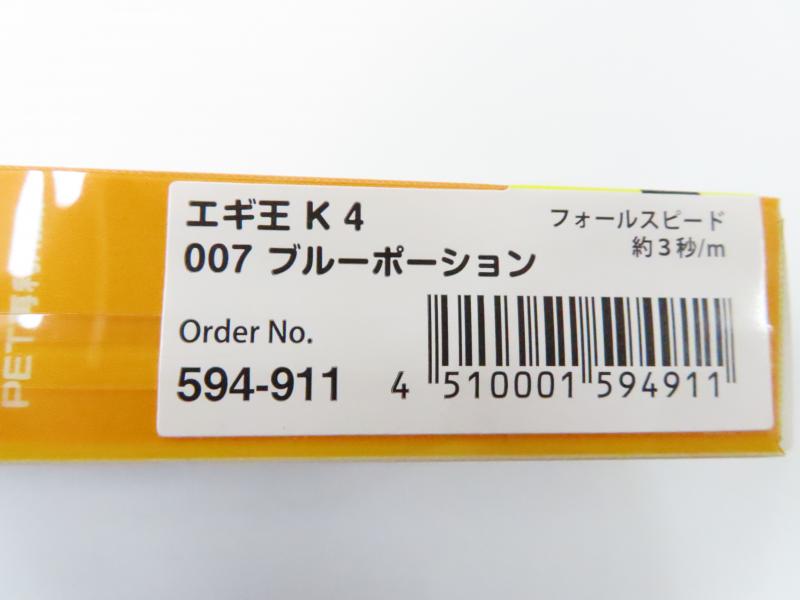 エギ王 K 4
フォールスピード
約3秒/m
007 ブルーポーション
Order No.
594-911
4 510001 594911
PET